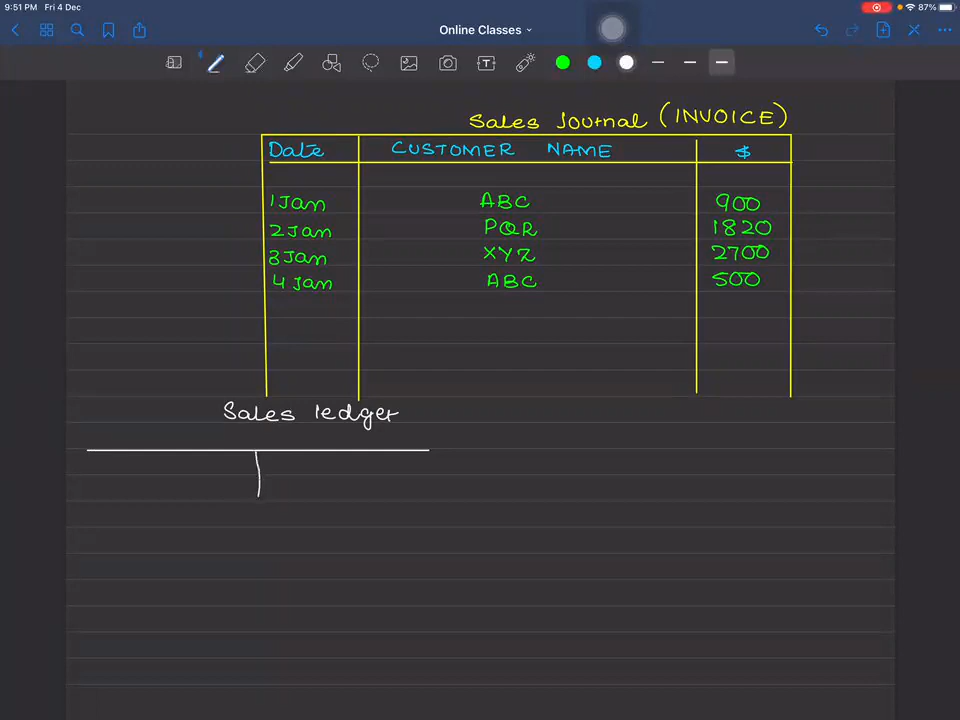 9:51 PM Fri 4 Dec 87%
Online Classes
Sales Journal (INVOICE)
Date CUSTOMER NAME $
1 Jan ABC 900
2 Jan PQR 1820
3 Jan XYZ 2700
4 Jan ABC 500
Sales ledger